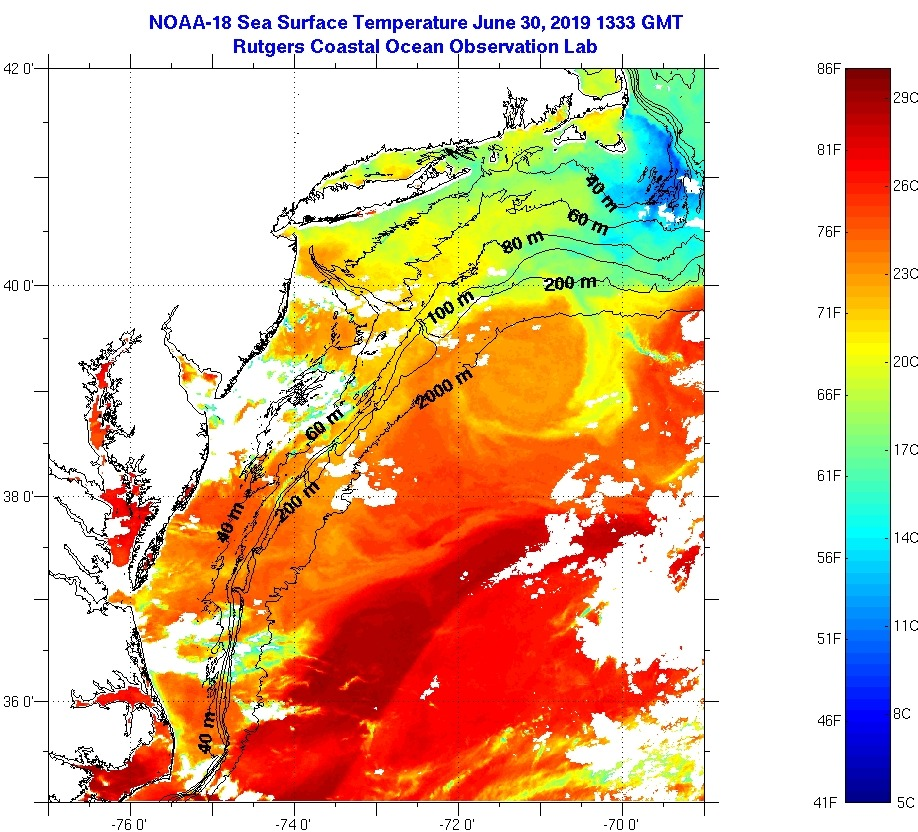 NOAA-18 Sea Surface Temperature June 30, 2019 1333 GMT
Rutgers Coastal Ocean Observation Lab
42 0'
40 0'
38 0'
36 0'
-76 0'
-74 0'
-72 0'
-70 0'
40 m
60 m
80 m
200 m
100 m
2000 m
60 m
200 m
40 m
40 m
86F
81F
76F
71F
66F
61F
56F
51F
46F
41F
29C
26C
23C
20C
17C
14C
11C
8C
5C